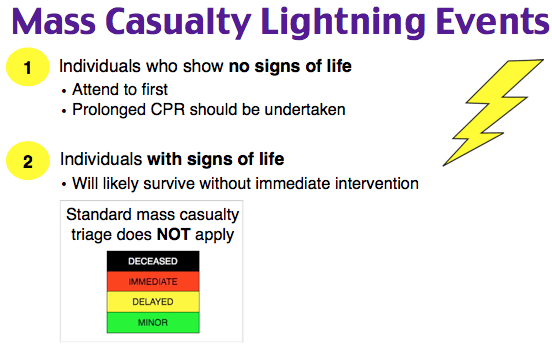 Mass Casualty Lightning Events
1 Individuals who show no signs of life
• Attend to first
• Prolonged CPR should be undertaken
2 Individuals with signs of life
• Will likely survive without immediate intervention
Standard mass casualty
triage does NOT apply
DECEASED
IMMEDIATE
DELAYED
MINOR